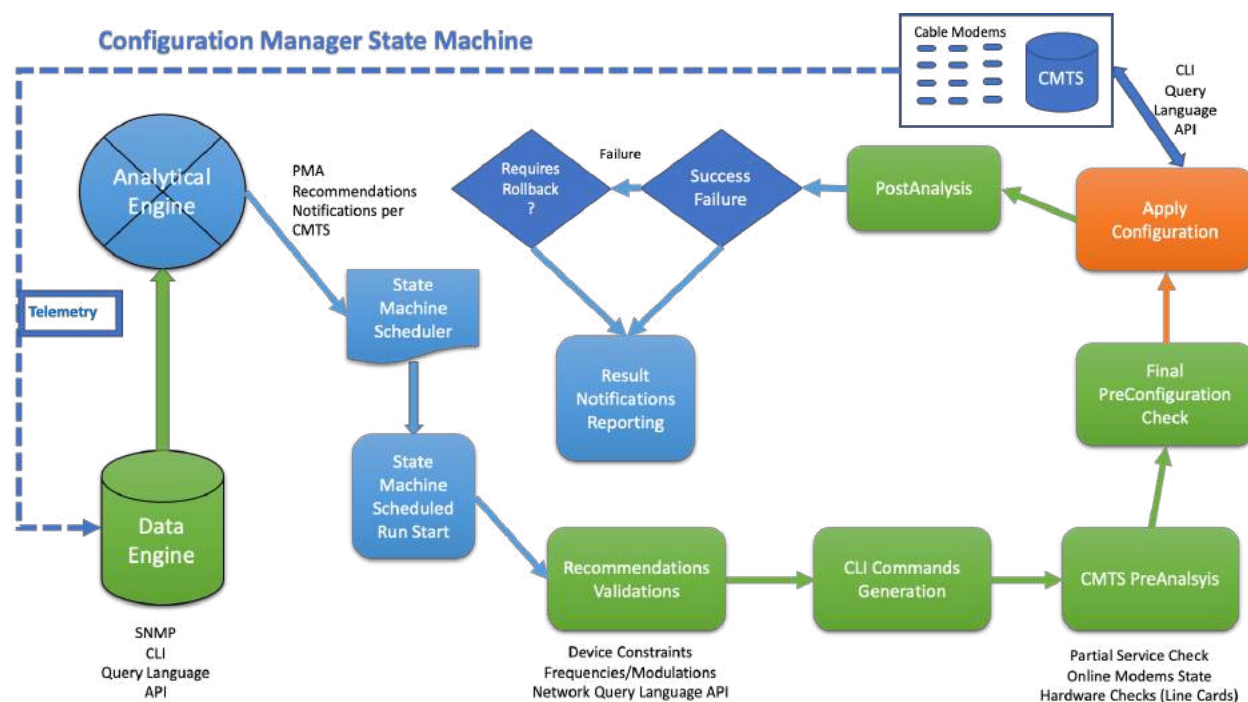 Configuration Manager State Machine
Cable Modems
CMTS
CLI
Query
Language
API
Analytical
Engine
PMA
Recommendations
Notifications per
CMTS
Requires
Rollback
?
Failure
Success
Failure
PostAnalysis
Apply
Configuration
Telemetry
State
Machine
Scheduler
Result
Notifications
Reporting
Final
PreConfiguration
Check
Data
Engine
State
Machine
Scheduled
Run Start
Recommendations
Validations
CLI Commands
Generation
CMTS PreAnalsyis
SNMP
CLI
Query Language
API
Device Constraints
Frequencies/Modulations
Network Query Language API
Partial Service Check
Online Modems State
Hardware Checks (Line Cards)